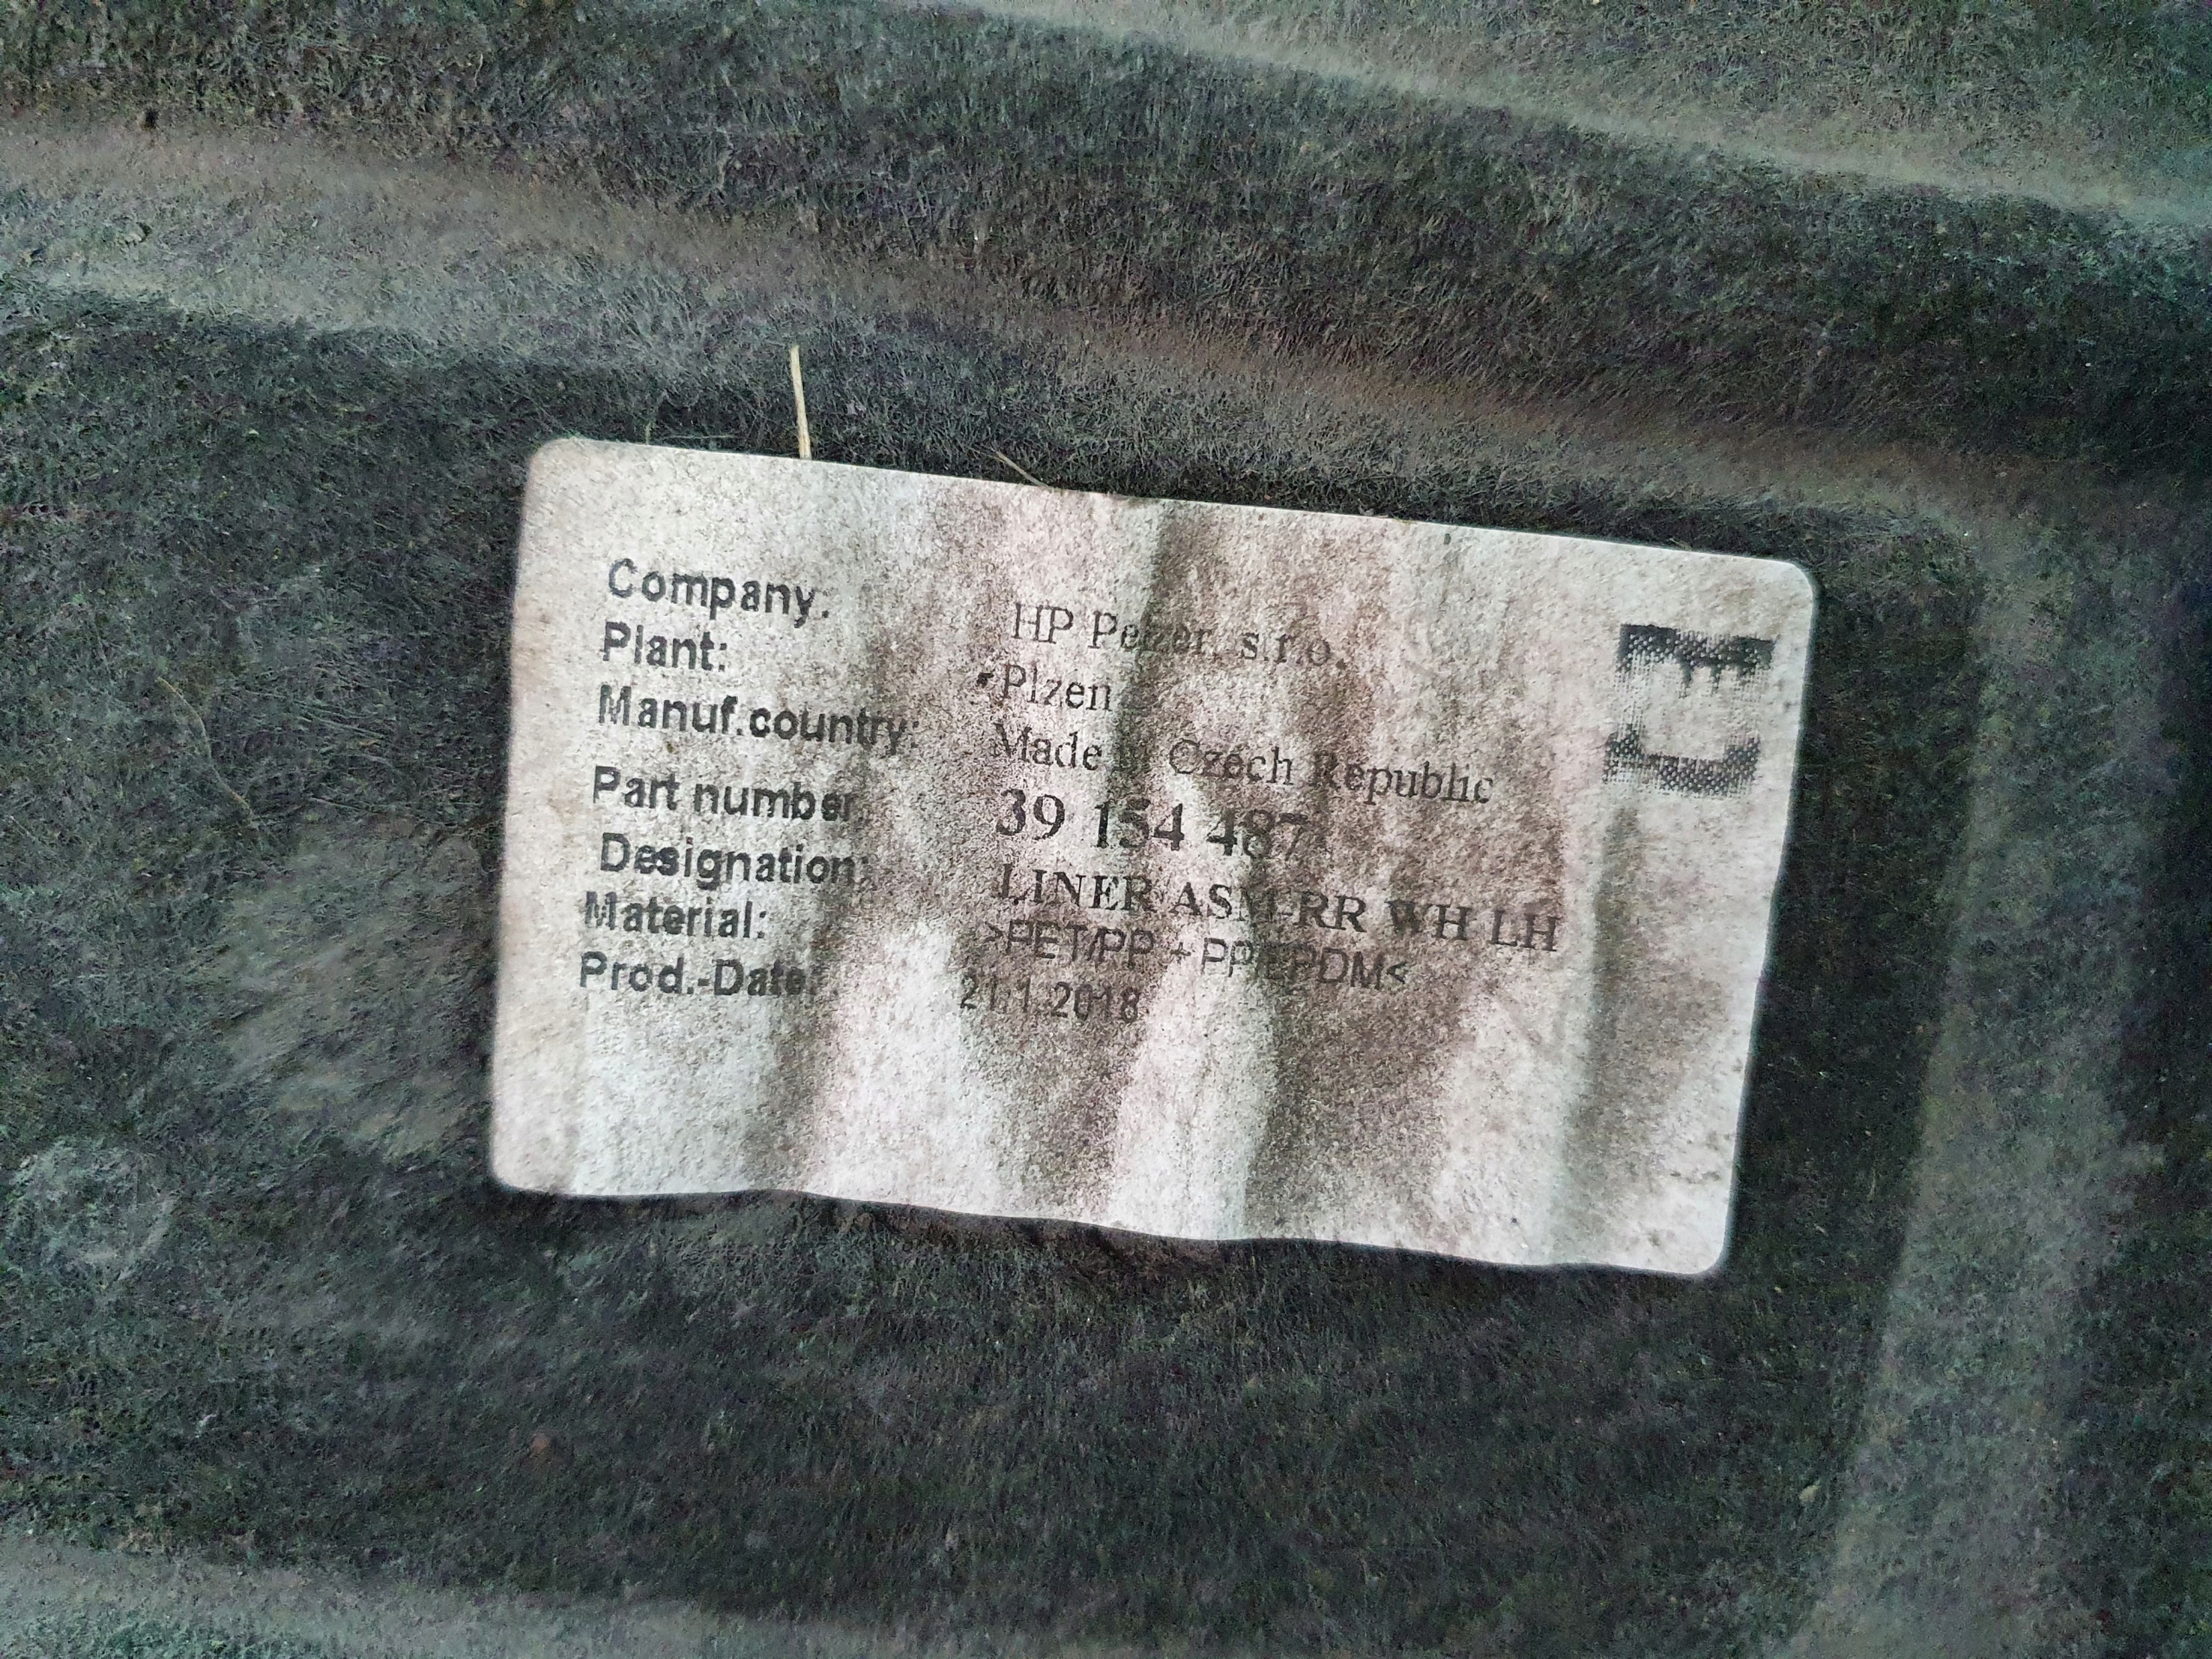 Company: HP Pelzer, s.r.o.
Plant: Plzen
Manuf.country: Made in Czech Republic
Part number: 39 154 487
Designation: LINER ASM-RR WH LH
Material: >PET/PP + PP/EPDM<
Prod.-Date: 21.1.2018